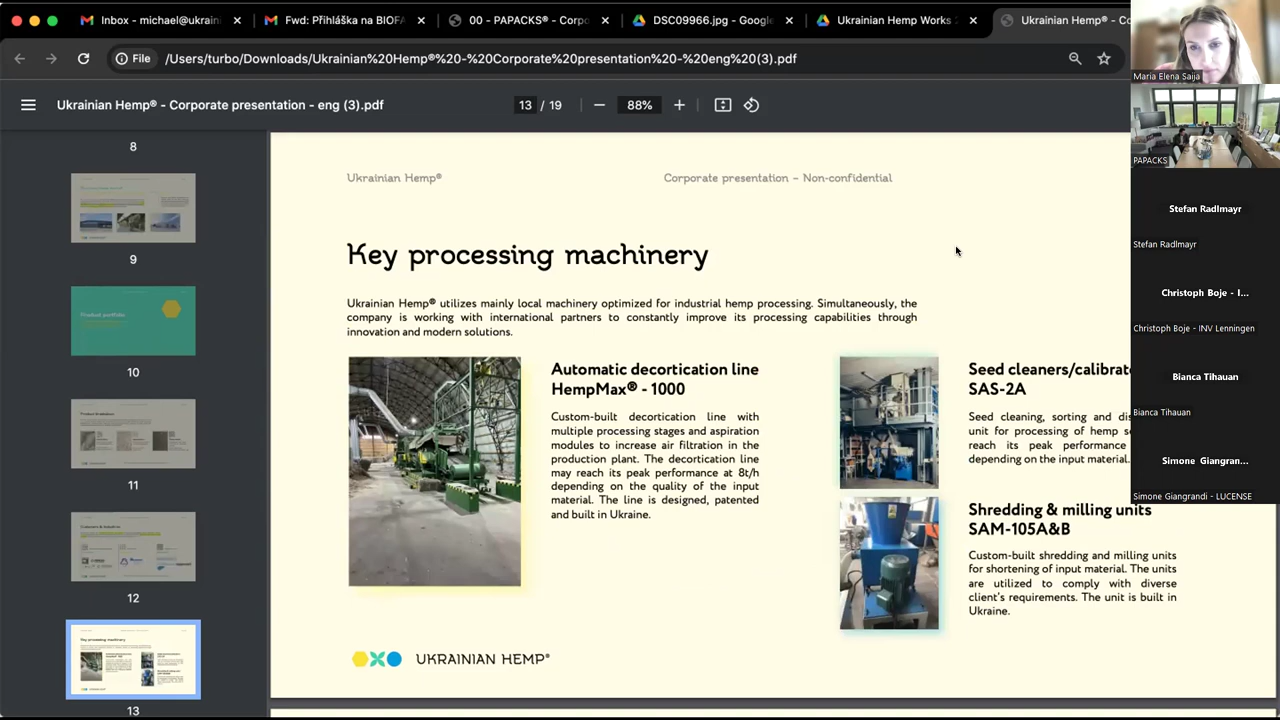 Inbox - michael@ukraini
Fwd: Přihláška na BIOFA
00 - PAPACKS® - Corpo
DSC09966.jpg - Google
Ukrainian Hemp Works
Ukrainian Hemp® - Co
File
/Users/turbo/Downloads/Ukrainian%20Hemp®%20-%20Corporate%20presentation%20-%20eng%20(3).pdf
Ukrainian Hemp® - Corporate presentation - eng (3).pdf
13 / 19
88%
8
9
10
11
12
13
Product portfolio
Key processing machinery
Ukrainian Hemp®
Corporate presentation – Non-confidential
Key processing machinery
Ukrainian Hemp® utilizes mainly local machinery optimized for industrial hemp processing. Simultaneously, the
company is working with international partners to constantly improve its processing capabilities through
innovation and modern solutions.
Automatic decortication line
HempMax® - 1000
Custom-built decortication line with
multiple processing stages and aspiration
modules to increase air filtration in the
production plant. The decortication line
may reach its peak performance at 8t/h
depending on the quality of the input
material. The line is designed, patented
and built in Ukraine.
Seed cleaners/calibrat
SAS-2A
Seed cleaning, sorting and dis
unit for processing of hemp s
reach its peak performance
depending on the input material.
Shredding & milling units
SAM-105A&B
Custom-built shredding and milling units
for shortening of input material. The units
are utilized to comply with diverse
client's requirements. The unit is built in
Ukraine.
UKRAINIAN HEMP®
Maria Elena Saija
PAPACKS
Stefan Radlmayr
Stefan Radlmayr
Christoph Boje - I...
Christoph Boje - INV Lenningen
Bianca Tihauan
Bianca Tihauan
Simone Giangran...
Simone Giangrandi - LUCENSE